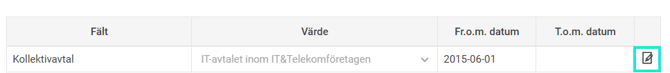 Fält Värde Fr.o.m. datum T.o.m. datum
Kollektivavtal IT-avtalet inom IT&Telekomföretagen 2015-06-01